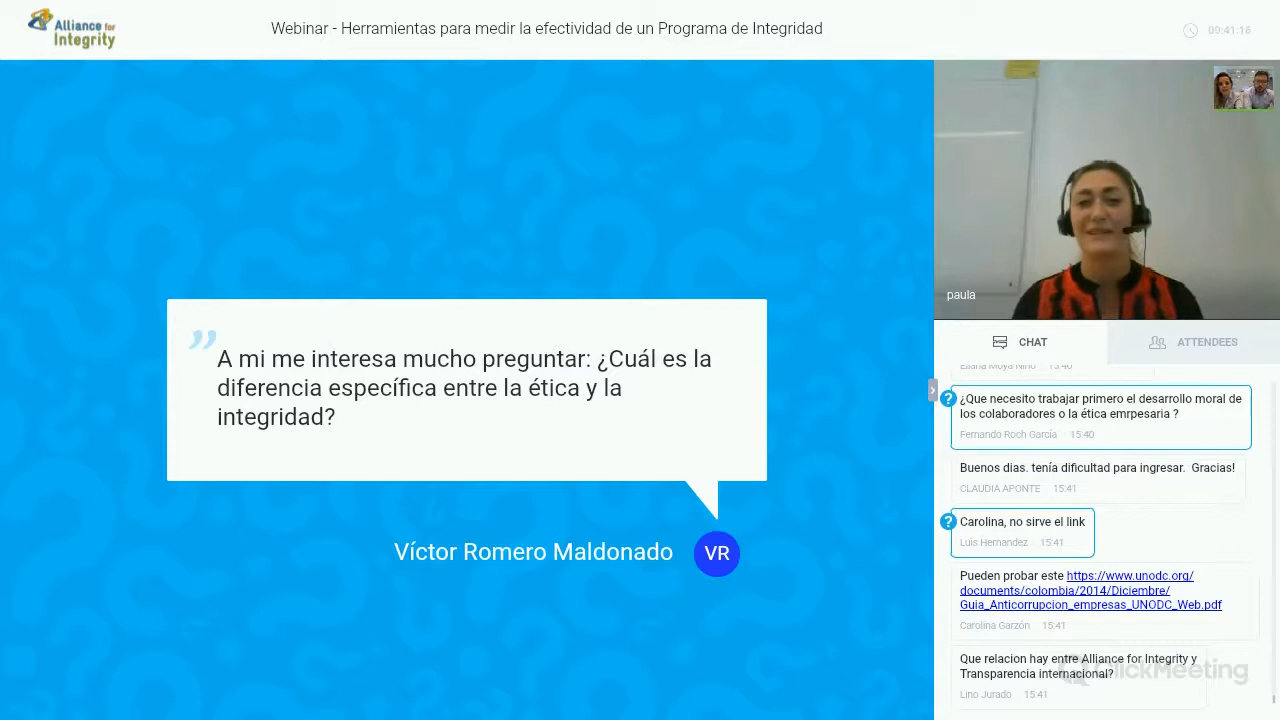 Alliance for
Integrity
Webinar - Herramientas para medir la efectividad de un Programa de Integridad
00:41:16
”
A mi me interesa mucho preguntar: ¿Cuál es la
diferencia específica entre la ética y la
integridad?
Víctor Romero Maldonado
VR
paula
CHAT
ATTENDEES
Eliana Moya Niño 15:40
?
¿Que necesito trabajar primero el desarrollo moral de
los colaboradores o la ética emrpesaria ?
Fernando Roch García 15:40
Buenos dias. tenía dificultad para ingresar. Gracias!
CLAUDIA APONTE 15:41
?
Carolina, no sirve el link
Luis Hernandez 15:41
Pueden probar este https://www.unodc.org/
documents/colombia/2014/Diciembre/
Guia_Anticorrupcion_empresas_UNODC_Web.pdf
Carolina Garzón 15:41
Que relacion hay entre Alliance for Integrity y
Transparencia internacional?
Lino Jurado 15:41
ClickMeeting